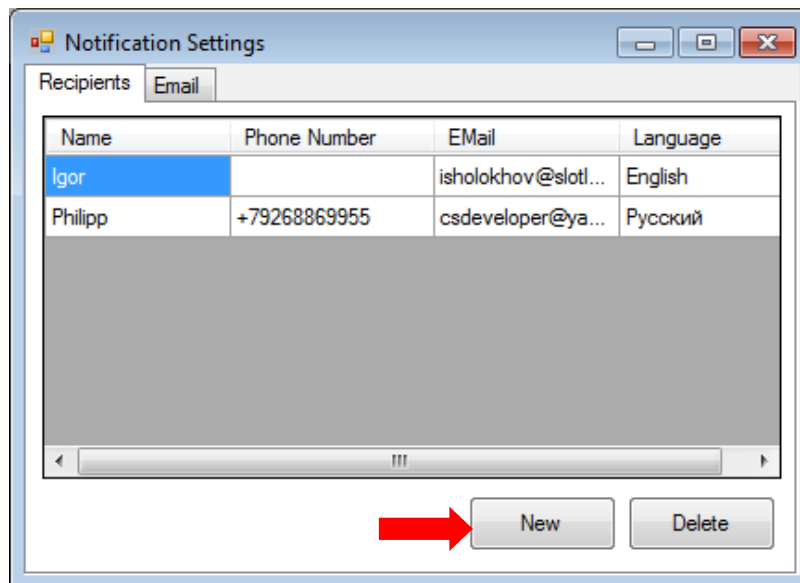 Notification Settings
Recipients Email
Name Phone Number EMail Language
Igor isholokhov@slotl... English
Philipp +79268869955 csdeveloper@ya... Русский
New Delete